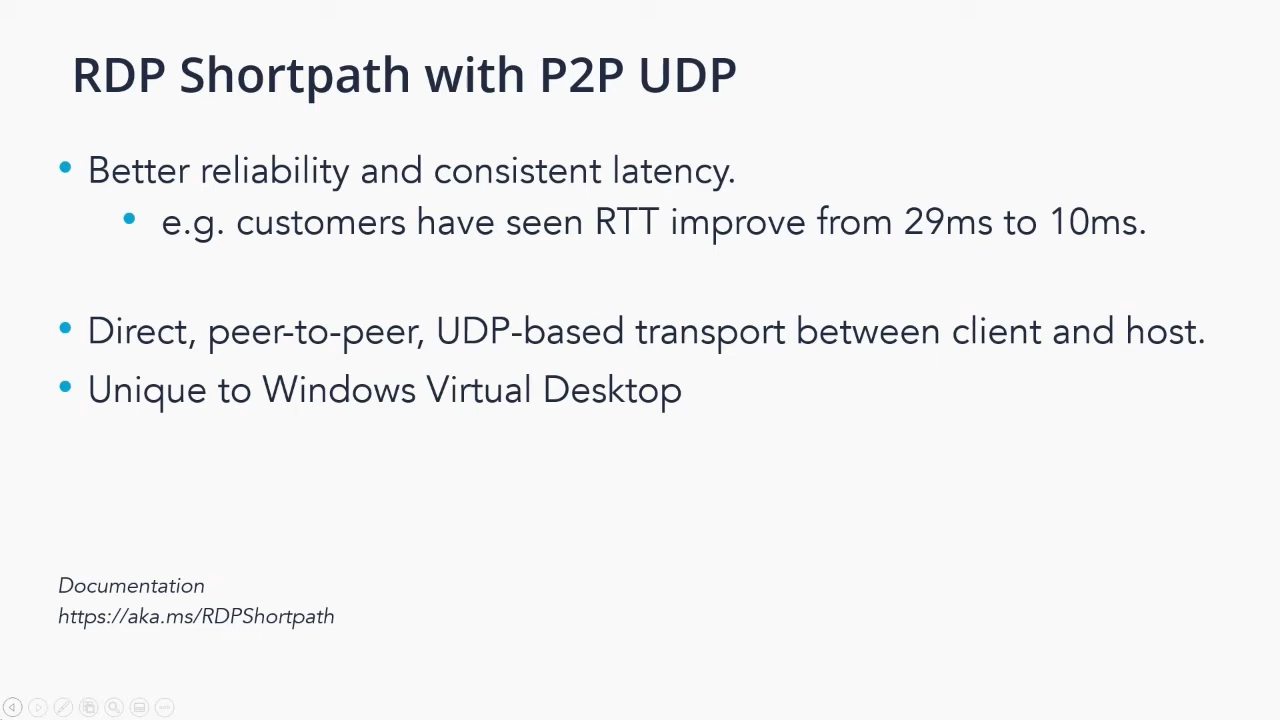 RDP Shortpath with P2P UDP
• Better reliability and consistent latency.
• e.g. customers have seen RTT improve from 29ms to 10ms.
• Direct, peer-to-peer, UDP-based transport between client and host.
• Unique to Windows Virtual Desktop
Documentation
https://aka.ms/RDPShortpath